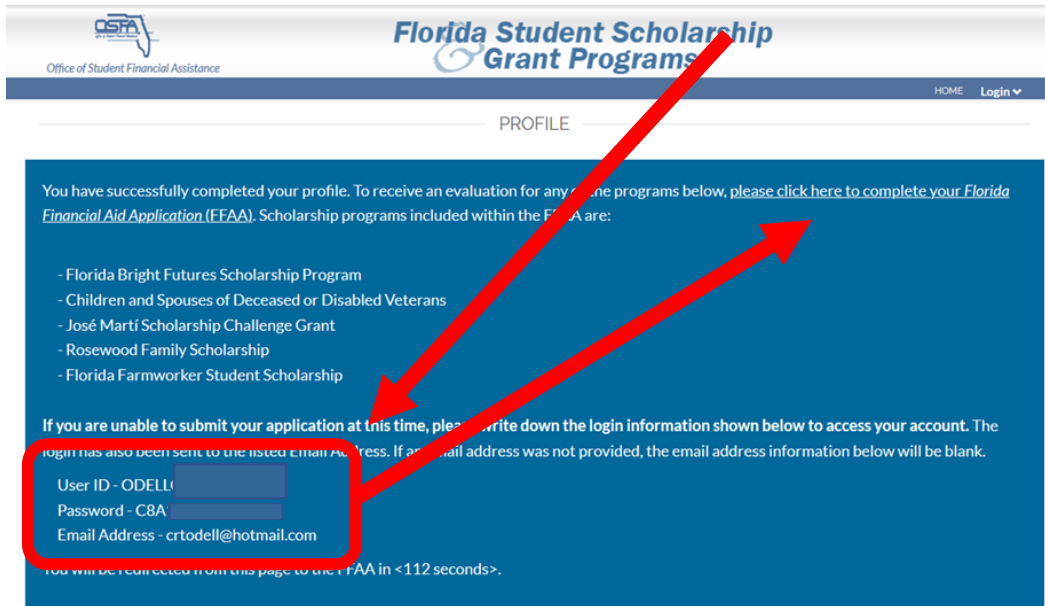 OSFA
Office of Student Financial Assistance
Florida Student Scholarship
& Grant Programs
HOME Login
PROFILE
You have successfully completed your profile. To receive an evaluation for any of the programs below, please click here to complete your Florida
Financial Aid Application (FFAA). Scholarship programs included within the FFAA are:
- Florida Bright Futures Scholarship Program
- Children and Spouses of Deceased or Disabled Veterans
- José Martí Scholarship Challenge Grant
- Rosewood Family Scholarship
- Florida Farmworker Student Scholarship
If you are unable to submit your application at this time, please write down the login information shown below to access your account. The
login has also been sent to the listed Email Address. If an email address was not provided, the email address information below will be blank.
User ID - ODELL
Password - C8A
Email Address - crtodell@hotmail.com
You will be redirected from this page to the FFAA in <112 seconds>.